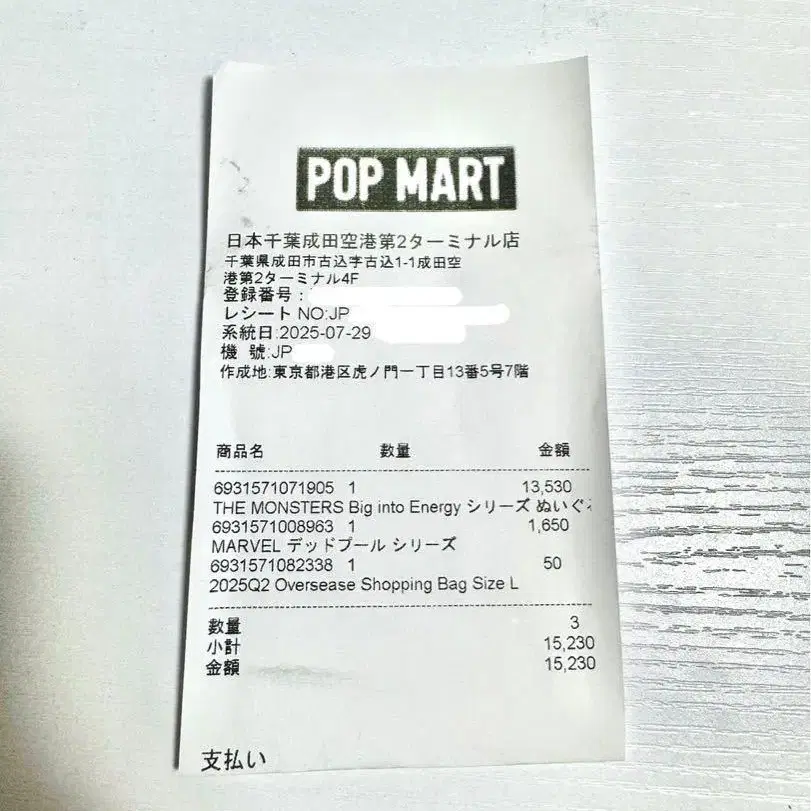 POP MART
日本千葉成田空港第2ターミナル店
千葉県成田市古込字古込1-1成田空
港第2ターミナル4F
登録番号:
レシート NO:JP
系統日:2025-07-29
機 號:JP
作成地:東京都港区虎ノ門一丁目13番5号7階
商品名 数量 金額
6931571071905 1 13,530
THE MONSTERS Big into Energy シリーズ ぬいぐ
6931571008963 1 1,650
MARVEL デッドプール シリーズ
6931571082338 1 50
2025Q2 Oversease Shopping Bag Size L
数量 3
小計 15,230
金額 15,230
支払い